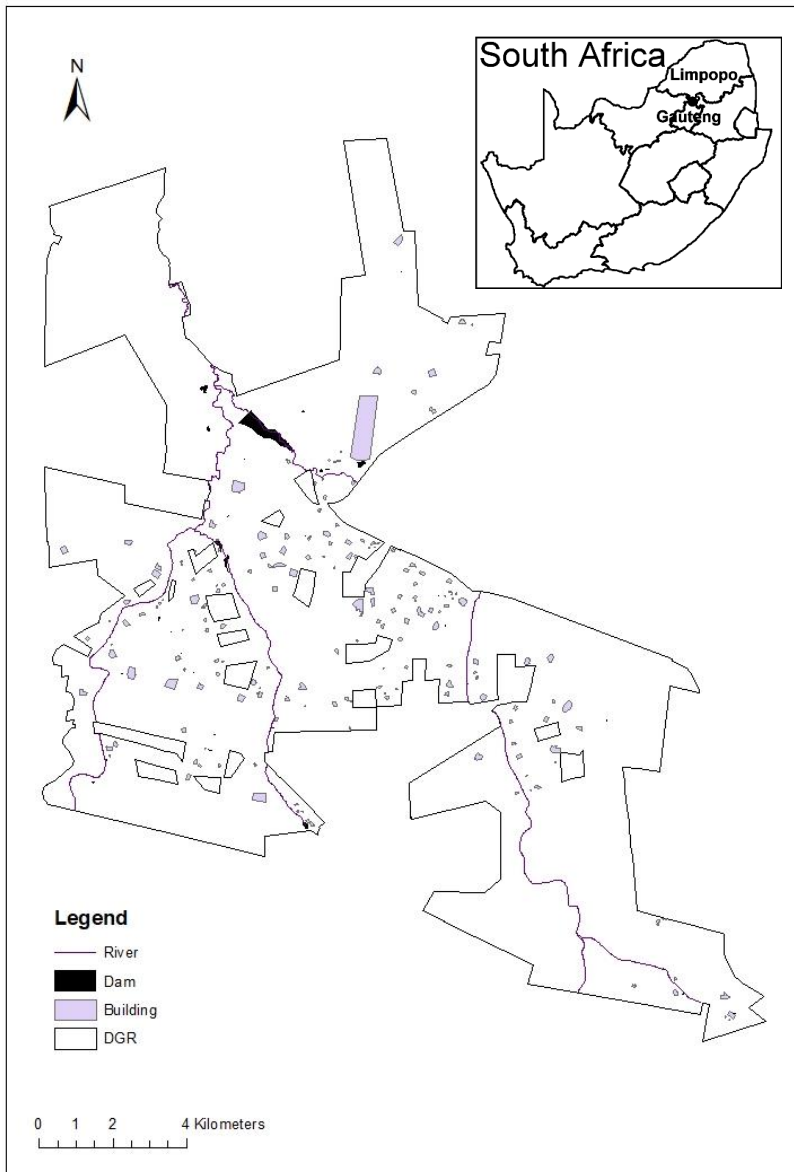 N
South Africa
Limpopo
Gauteng
Legend
River
Dam
Building
DGR
0 1 2 4 Kilometers